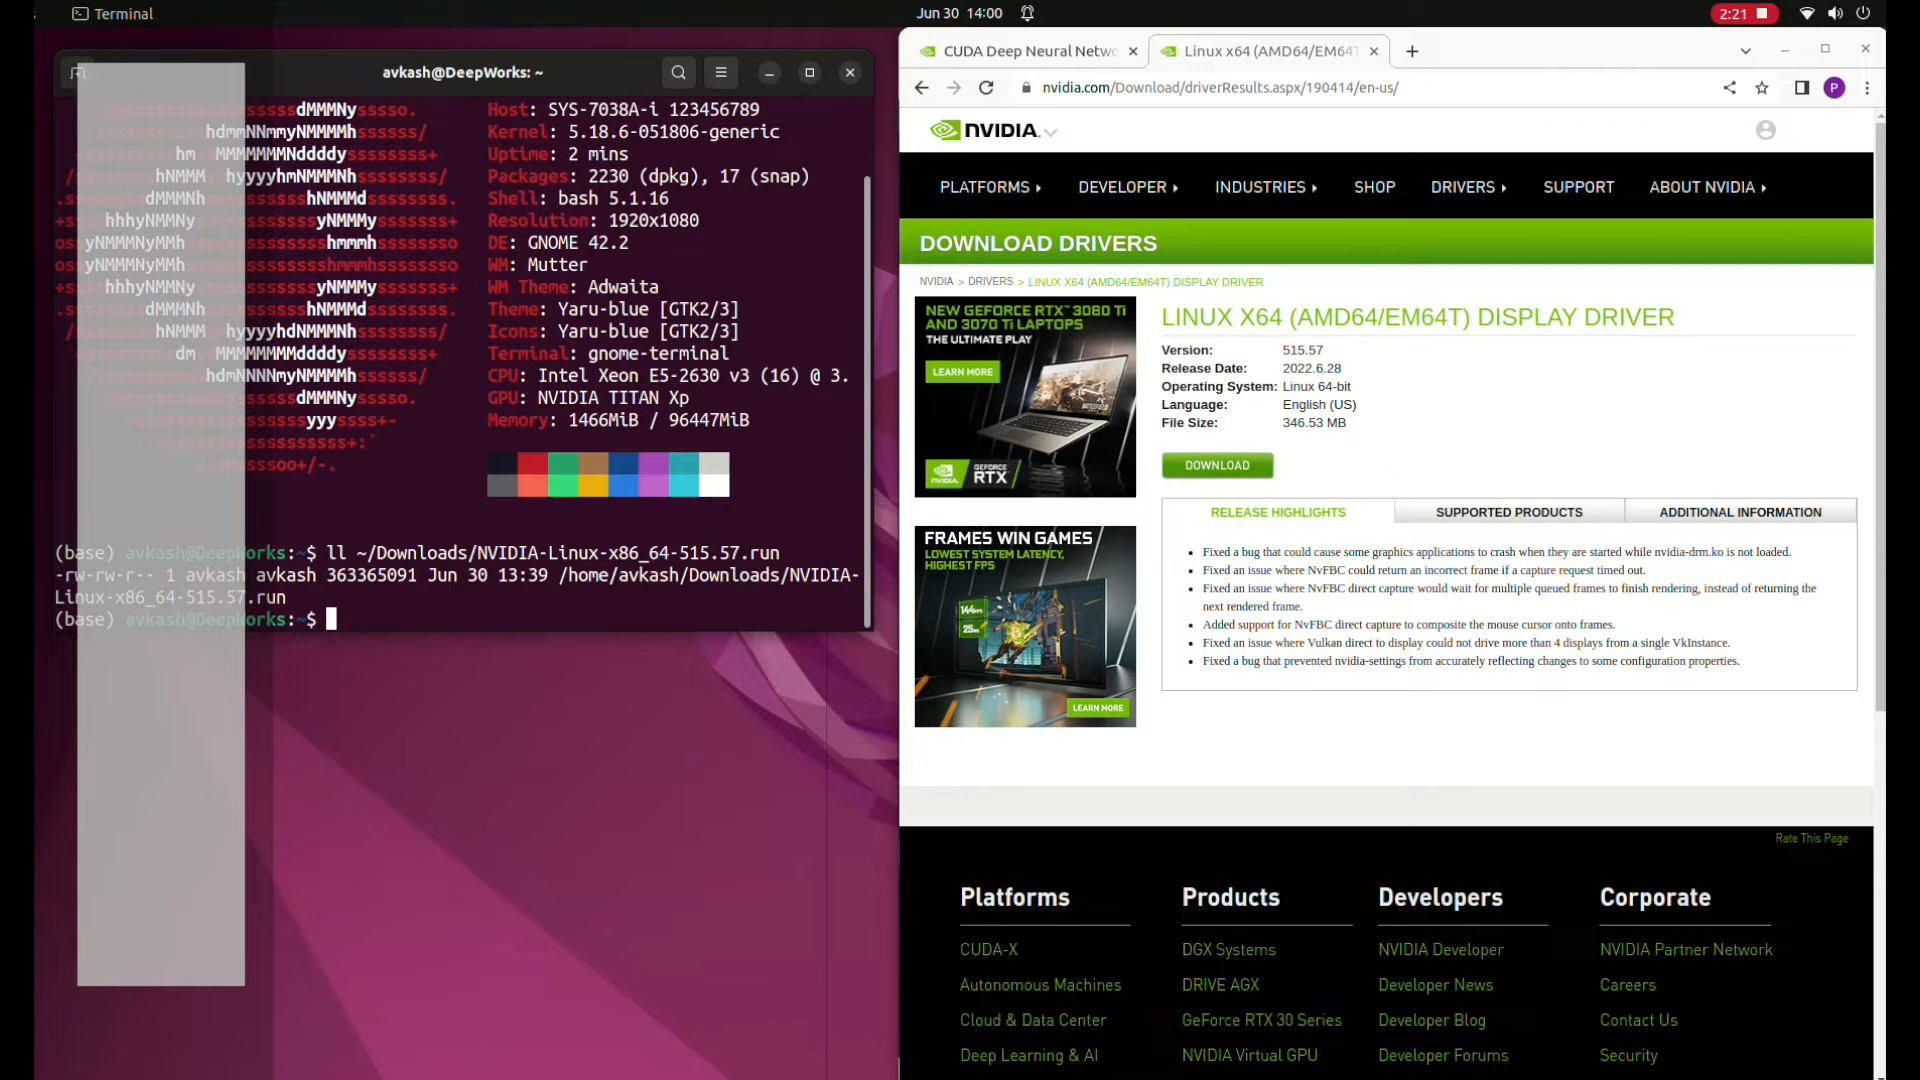 Terminal
Jun 30 14:00
2:21
avkash@DeepWorks: ~
Host: SYS-7038A-i 123456789
Kernel: 5.18.6-051806-generic
Uptime: 2 mins
Packages: 2230 (dpkg), 17 (snap)
Shell: bash 5.1.16
Resolution: 1920x1080
DE: GNOME 42.2
WM: Mutter
WM Theme: Adwaita
Theme: Yaru-blue [GTK2/3]
Icons: Yaru-blue [GTK2/3]
Terminal: gnome-terminal
CPU: Intel Xeon E5-2630 v3 (16) @ 3.
GPU: NVIDIA TITAN Xp
Memory: 1466MiB / 96447MiB
(base) avkash@DeepWorks:~$ ll ~/Downloads/NVIDIA-Linux-x86_64-515.57.run
-rw-rw-r-- 1 avkash avkash 363365091 Jun 30 13:39 /home/avkash/Downloads/NVIDIA-
Linux-x86_64-515.57.run
(base) avkash@DeepWorks:~$
CUDA Deep Neural Netwo
Linux x64 (AMD64/EM64T
nvidia.com/Download/driverResults.aspx/190414/en-us/
P
NVIDIA.
PLATFORMS DEVELOPER INDUSTRIES SHOP DRIVERS SUPPORT ABOUT NVIDIA
DOWNLOAD DRIVERS
NVIDIA > DRIVERS > LINUX X64 (AMD64/EM64T) DISPLAY DRIVER
NEW GEFORCE RTX™ 3080 Ti
AND 3070 Ti LAPTOPS
THE ULTIMATE PLAY
LEARN MORE
NVIDIA
GEFORCE
RTX
LINUX X64 (AMD64/EM64T) DISPLAY DRIVER
Version: 515.57
Release Date: 2022.6.28
Operating System: Linux 64-bit
Language: English (US)
File Size: 346.53 MB
DOWNLOAD
RELEASE HIGHLIGHTS SUPPORTED PRODUCTS ADDITIONAL INFORMATION
Fixed a bug that could cause some graphics applications to crash when they are started while nvidia-drm.ko is not loaded.
Fixed an issue where NvFBC could return an incorrect frame if a capture request timed out.
Fixed an issue where NvFBC direct capture would wait for multiple queued frames to finish rendering, instead of returning the
next rendered frame.
Added support for NvFBC direct capture to composite the mouse cursor onto frames.
Fixed an issue where Vulkan direct to display could not drive more than 4 displays from a single VkInstance.
Fixed a bug that prevented nvidia-settings from accurately reflecting changes to some configuration properties.
FRAMES WIN GAMES
LOWEST SYSTEM LATENCY,
HIGHEST FPS
LEARN MORE
Rate This Page
Platforms Products Developers Corporate
CUDA-X DGX Systems NVIDIA Developer NVIDIA Partner Network
Autonomous Machines DRIVE AGX Developer News Careers
Cloud & Data Center GeForce RTX 30 Series Developer Blog Contact Us
Deep Learning & AI NVIDIA Virtual GPU Developer Forums Security